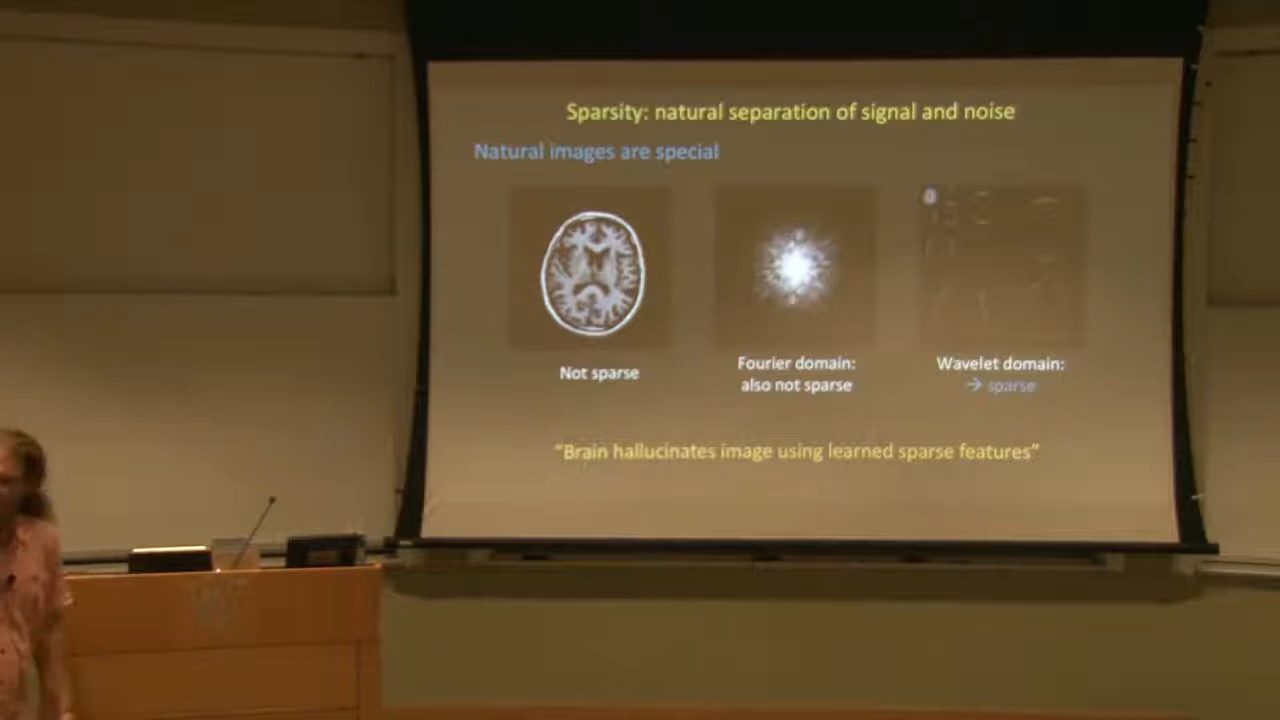 Sparsity: natural separation of signal and noise
Natural images are special
Not sparse
Fourier domain:
also not sparse
Wavelet domain:
→ sparse
"Brain hallucinates image using learned sparse features"
W